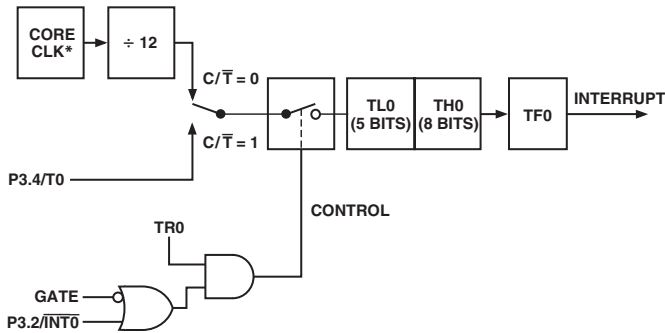 CORE
CLK*
÷ 12
C/T̅ = 0
C/T̅ = 1
P3.4/T0
TL0
(5 BITS)
TH0
(8 BITS)
TF0
INTERRUPT
CONTROL
TR0
GATE
P3.2/I̅N̅T̅0̅